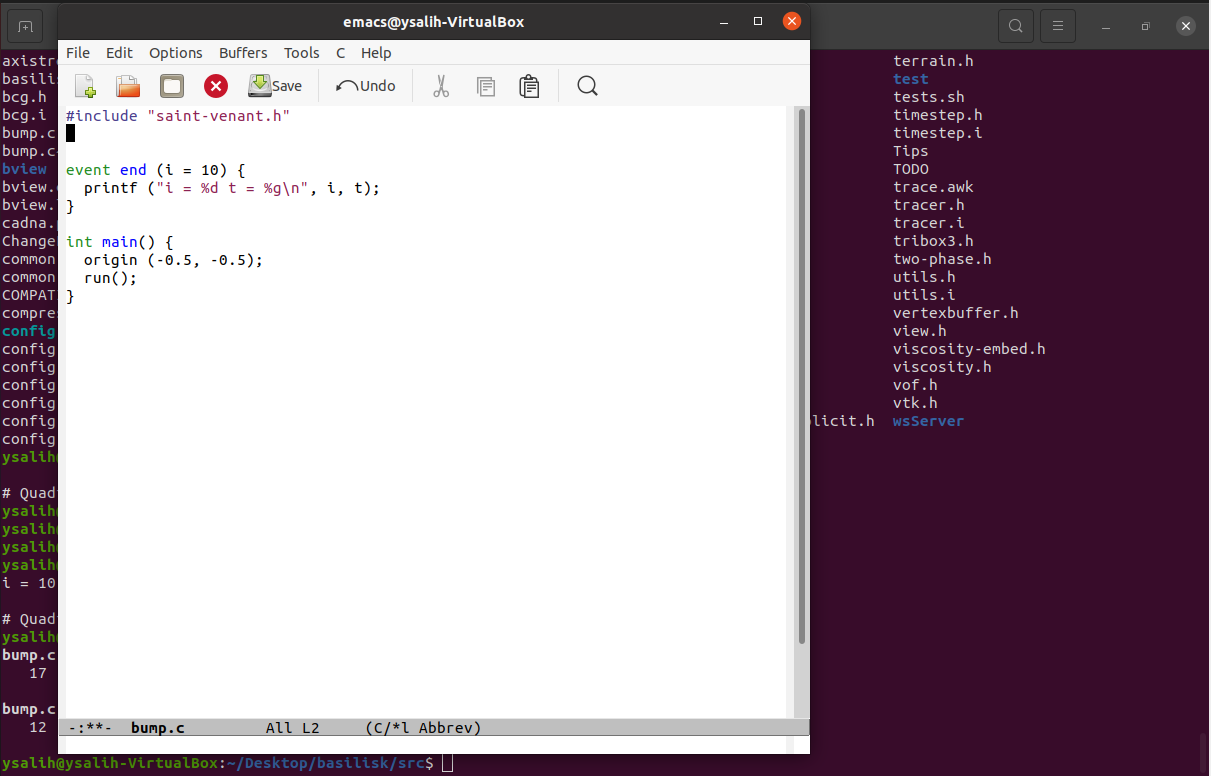 emacs@ysalih-VirtualBox
File Edit Options Buffers Tools C Help
Save Undo
#include "saint-venant.h"
event end (i = 10) {
printf ("i = %d t = %g\n", i, t);
}
int main() {
origin (-0.5, -0.5);
run();
}
-:**- bump.c All L2 (C/*l Abbrev)
axistr
basilis
bcg.h
bcg.i
bump.c
bump.c
bview
bview.
bview.
cadna.
Change
common
common
COMPAT
compre
config
config
config
config
config
config
config
ysalih
# Quad
ysalih
ysalih
ysalih
ysalih
i = 10
# Quad
ysalih
bump.c
17
bump.c
12
ysalih@ysalih-VirtualBox:~/Desktop/basilisk/src$
terrain.h
test
tests.sh
timestep.h
timestep.i
Tips
TODO
trace.awk
tracer.h
tracer.i
tribox3.h
two-phase.h
utils.h
utils.i
vertexbuffer.h
view.h
viscosity-embed.h
viscosity.h
vof.h
vtk.h
licit.h wsServer